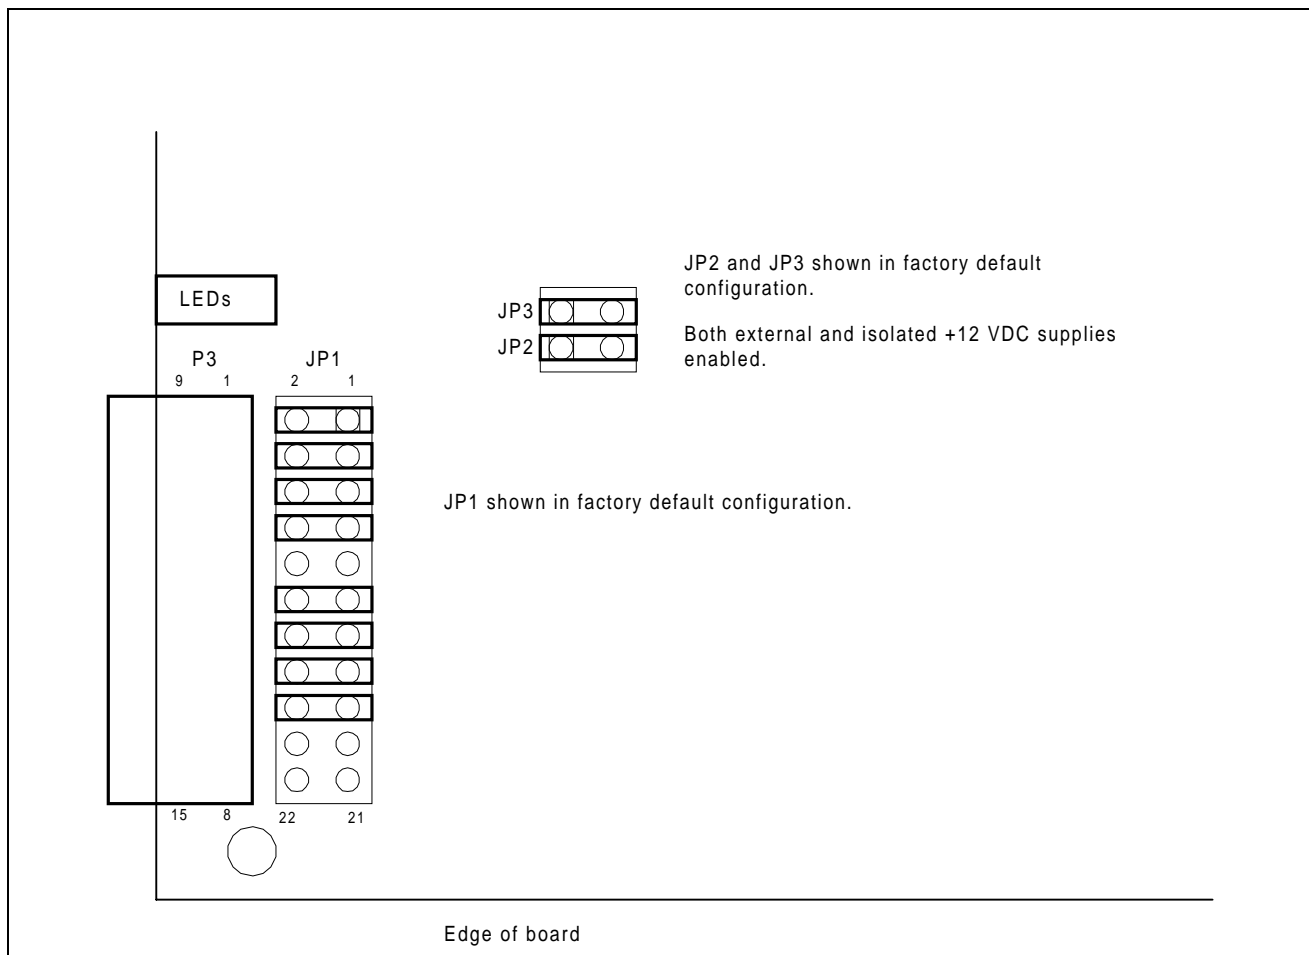 JP2 and JP3 shown in factory default
configuration.
LEDs
JP3
JP2
Both external and isolated +12 VDC supplies
enabled.
P3
JP1
9 1
2 1
JP1 shown in factory default configuration.
15 8
22 21
Edge of board